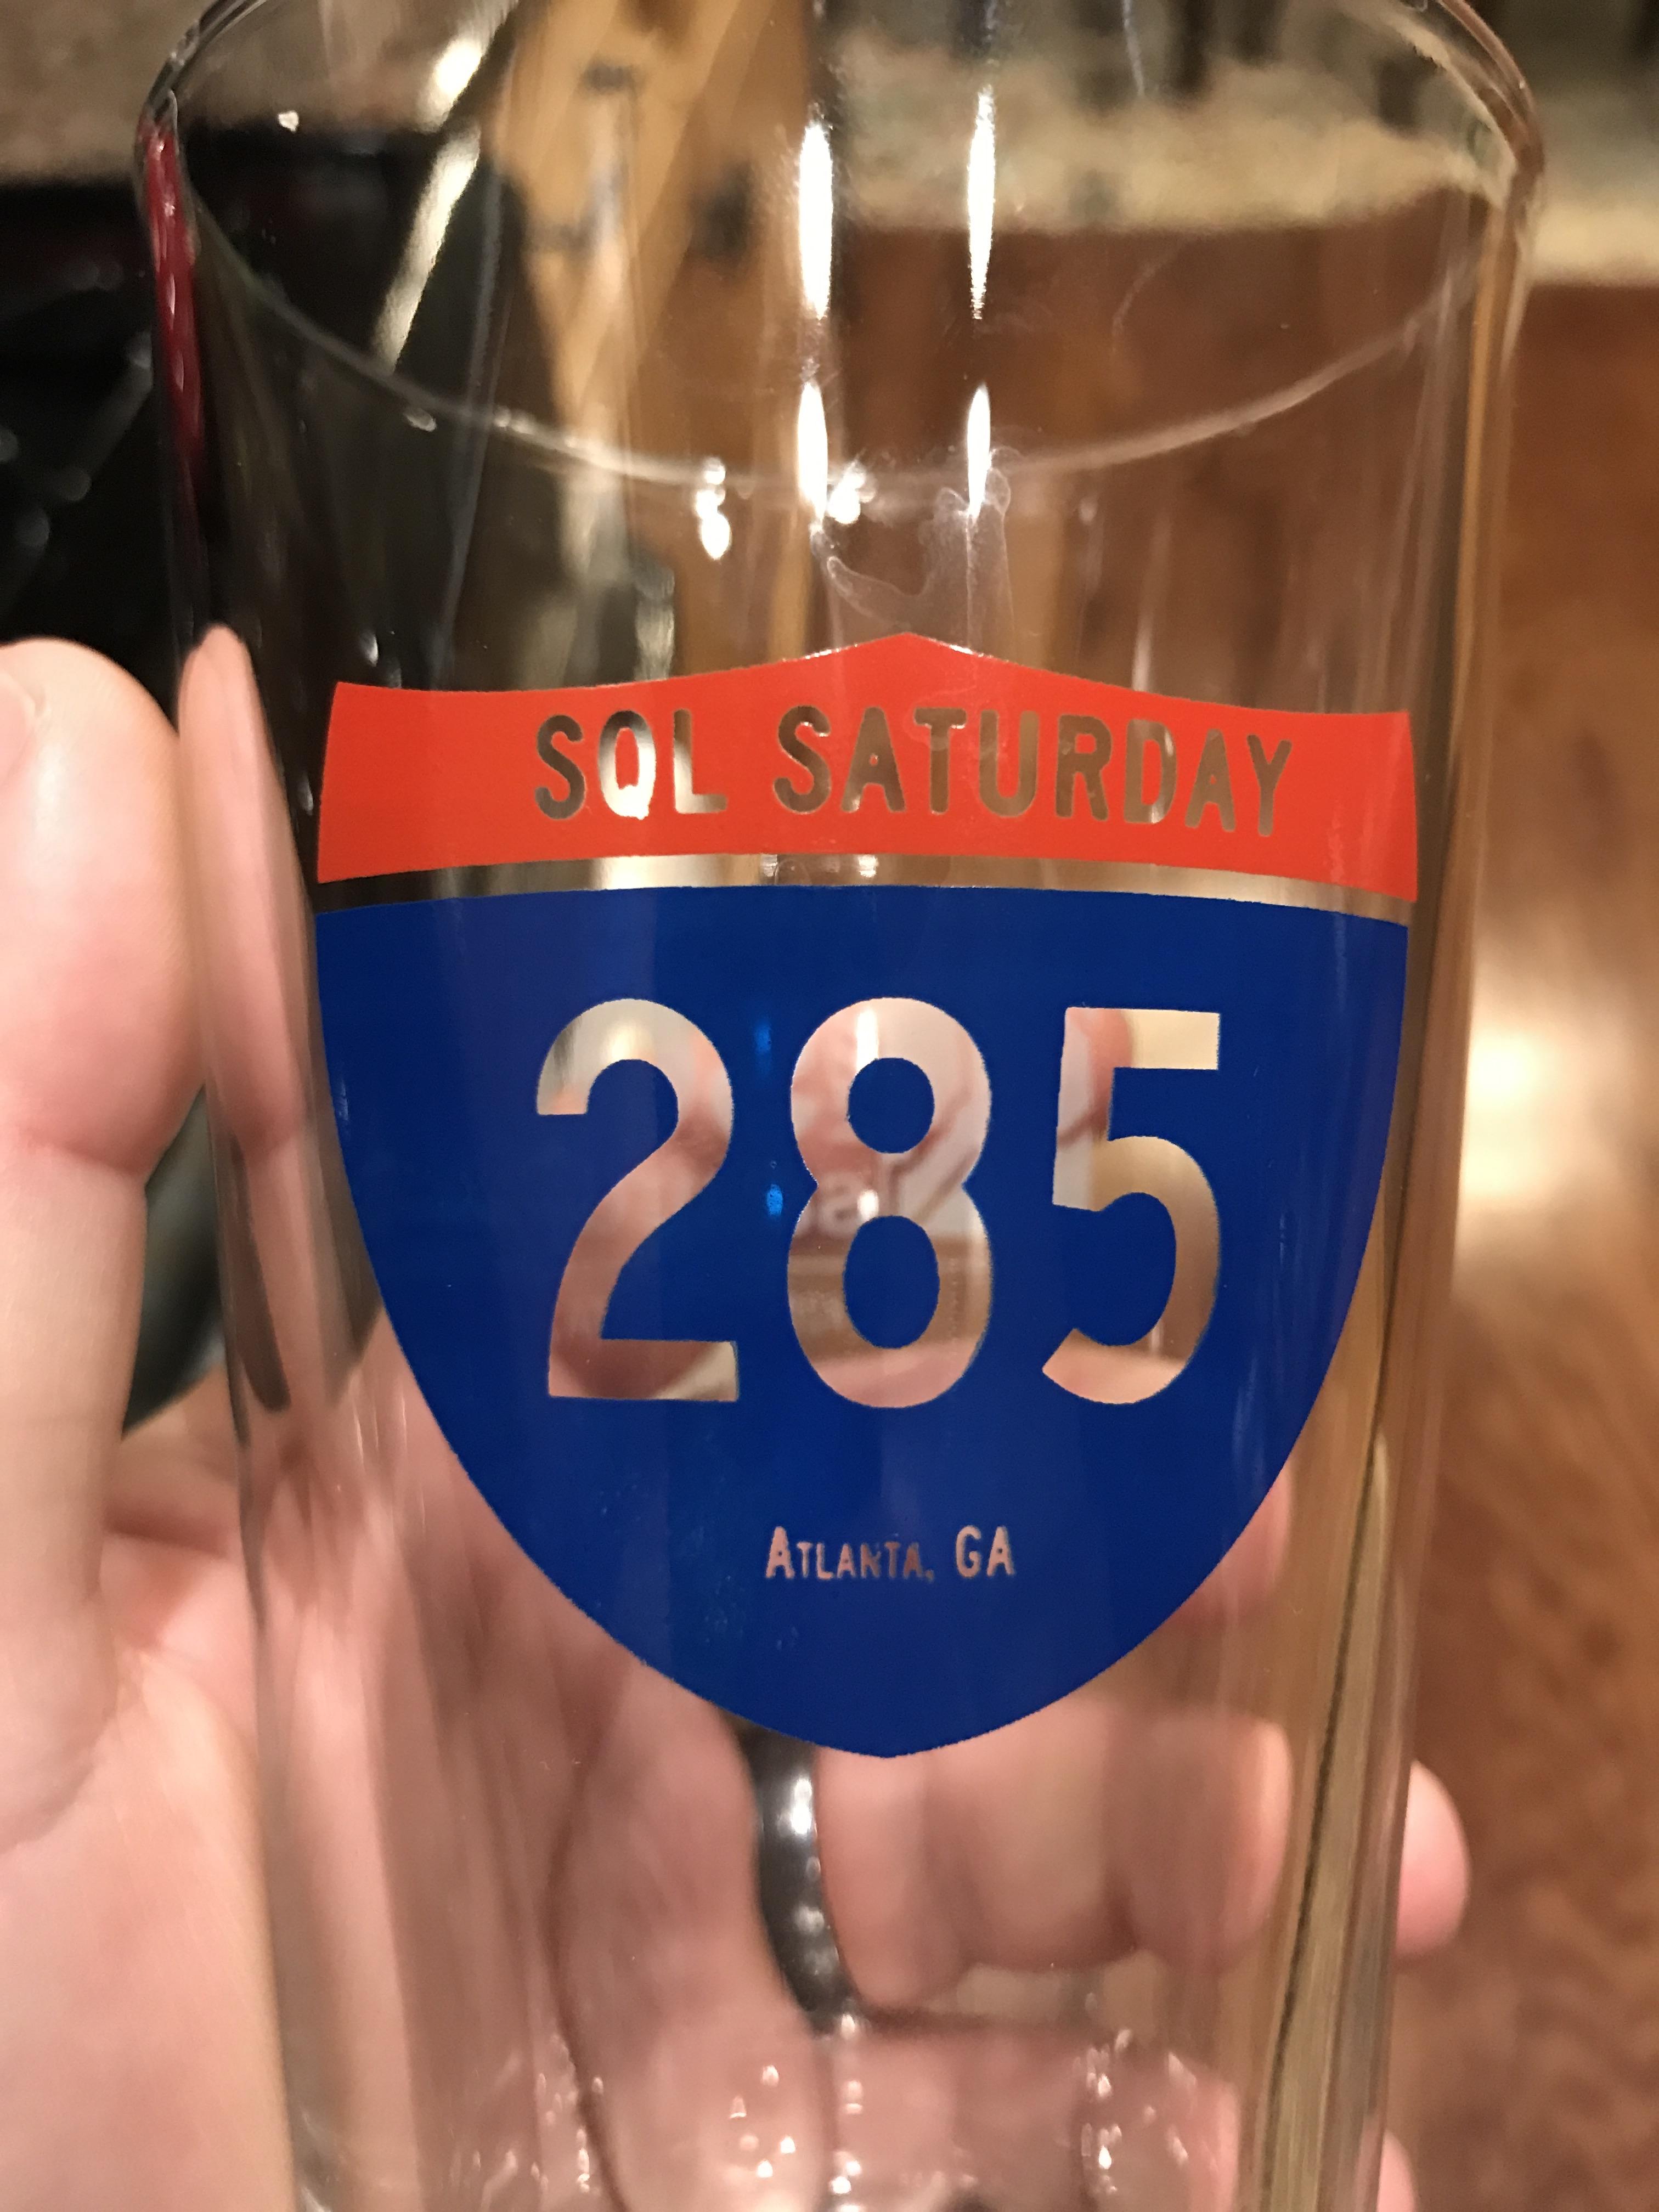 SQL SATURDAY
285
ATLANTA, GA